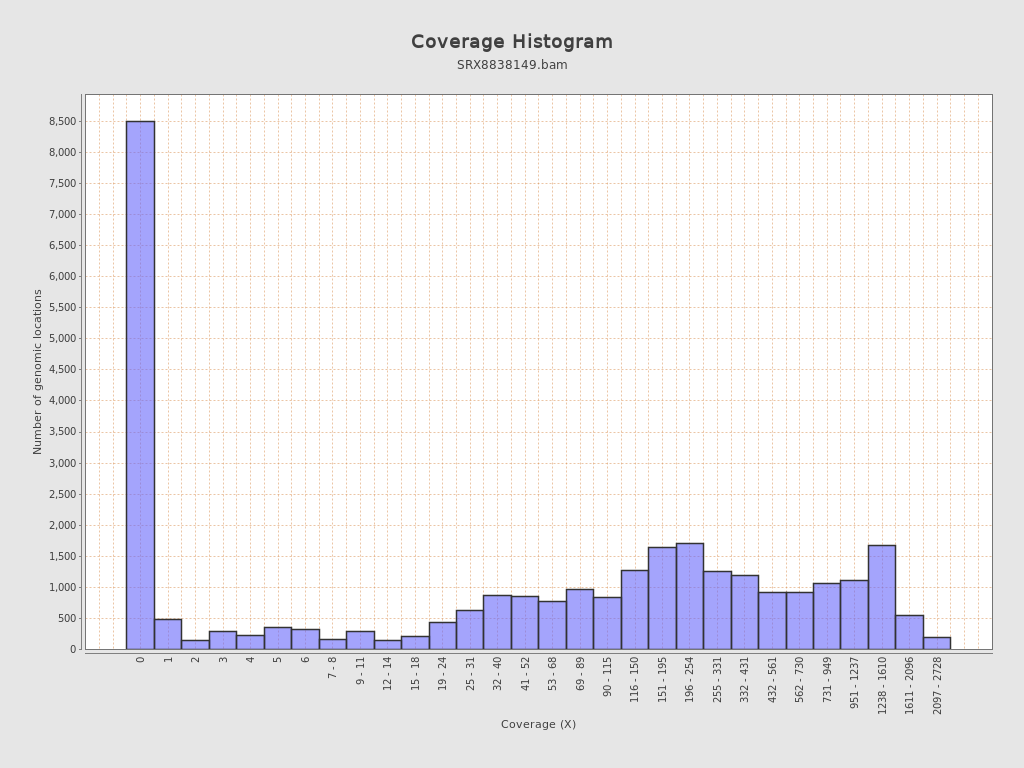 Coverage Histogram
SRX8838149.bam
Number of genomic locations
8,500
8,000
7,500
7,000
6,500
6,000
5,500
5,000
4,500
4,000
3,500
3,000
2,500
2,000
1,500
1,000
500
0
0
1
2
3
4
5
6
7 - 8
9 - 11
12 - 14
15 - 18
19 - 24
25 - 31
32 - 40
41 - 52
53 - 68
69 - 89
90 - 115
116 - 150
151 - 195
196 - 254
255 - 331
332 - 431
432 - 561
562 - 730
731 - 949
951 - 1237
1238 - 1610
1611 - 2096
2097 - 2728
Coverage (X)